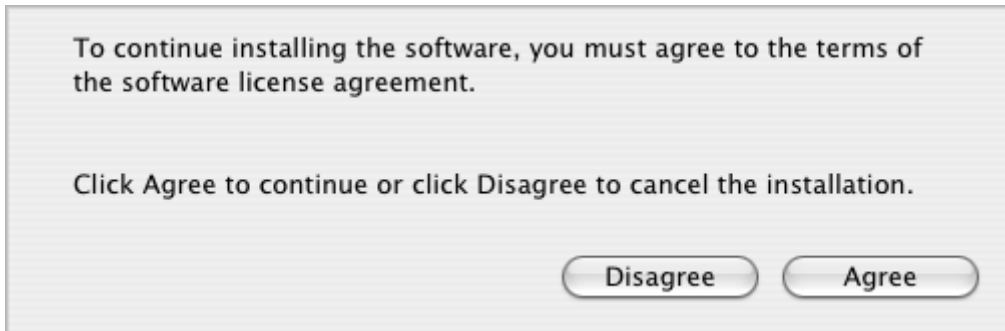 To continue installing the software, you must agree to the terms of
the software license agreement.
Click Agree to continue or click Disagree to cancel the installation.
Disagree Agree